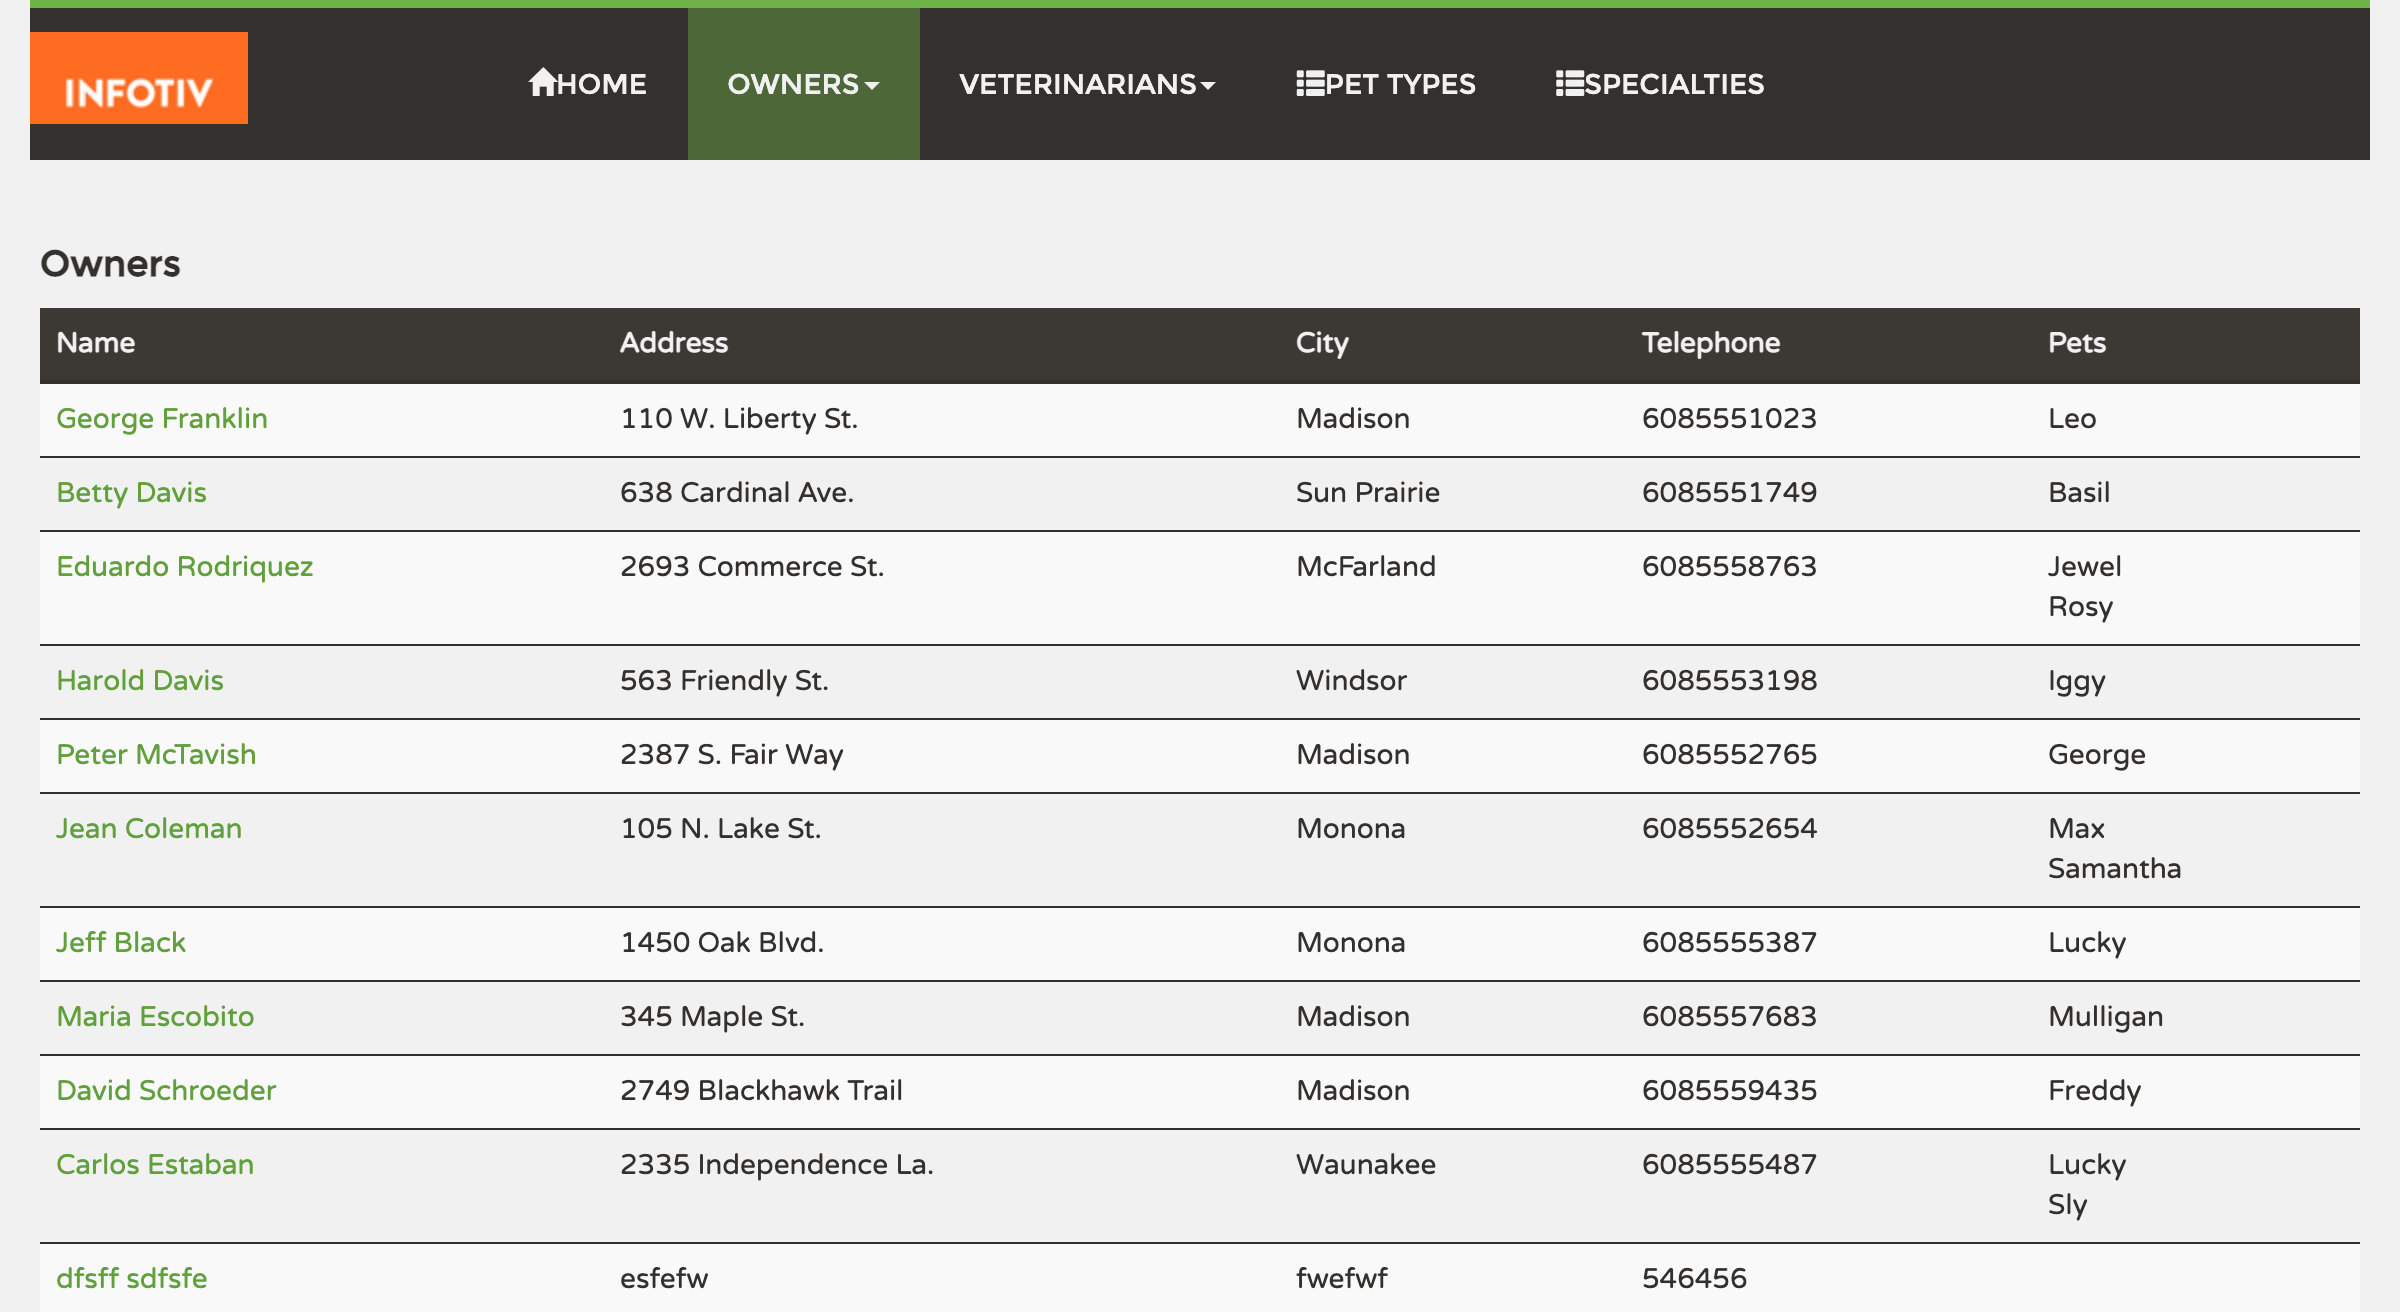 INFOTIV
HOME OWNERS VETERINARIANS PET TYPES SPECIALTIES
Owners
Name Address City Telephone Pets
George Franklin 110 W. Liberty St. Madison 6085551023 Leo
Betty Davis 638 Cardinal Ave. Sun Prairie 6085551749 Basil
Eduardo Rodriquez 2693 Commerce St. McFarland 6085558763 Jewel
Rosy
Harold Davis 563 Friendly St. Windsor 6085553198 Iggy
Peter McTavish 2387 S. Fair Way Madison 6085552765 George
Jean Coleman 105 N. Lake St. Monona 6085552654 Max
Samantha
Jeff Black 1450 Oak Blvd. Monona 6085555387 Lucky
Maria Escobito 345 Maple St. Madison 6085557683 Mulligan
David Schroeder 2749 Blackhawk Trail Madison 6085559435 Freddy
Carlos Estaban 2335 Independence La. Waunakee 6085555487 Lucky
Sly
dfsff sdfsfe esfefw fwefwf 546456